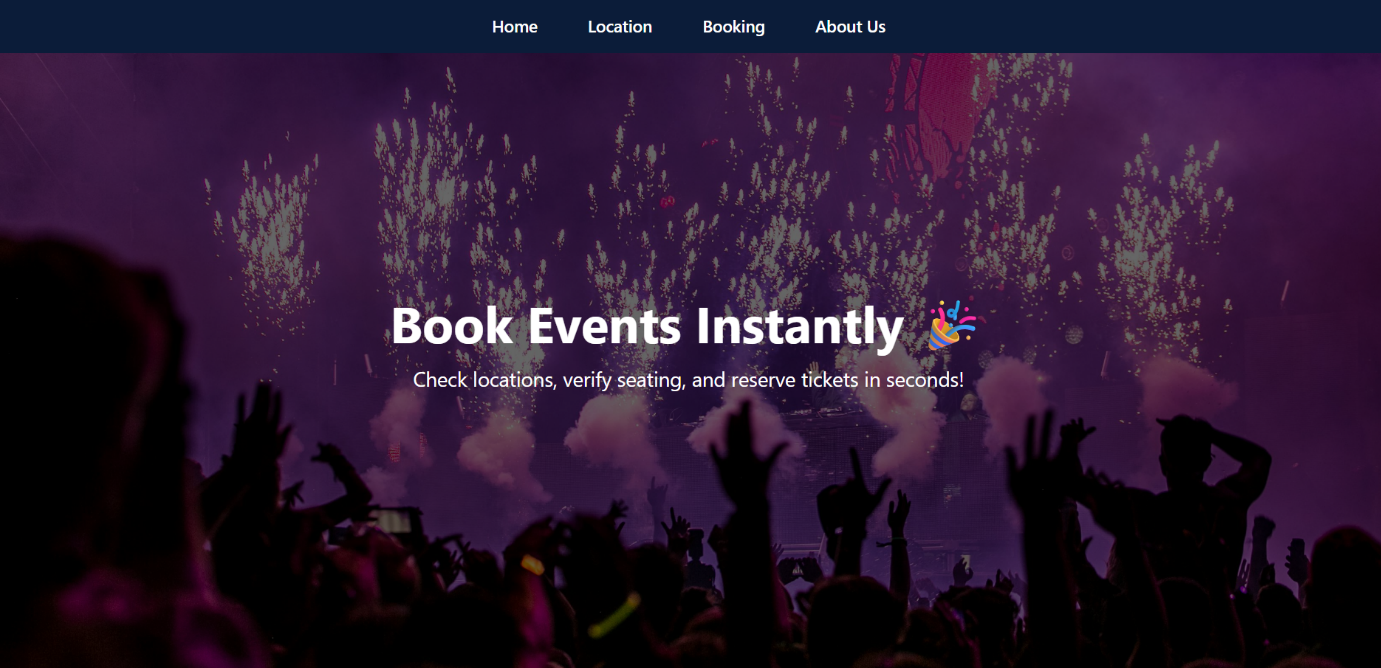 Home Location Booking About Us
Book Events Instantly 🎉
Check locations, verify seating, and reserve tickets in seconds!